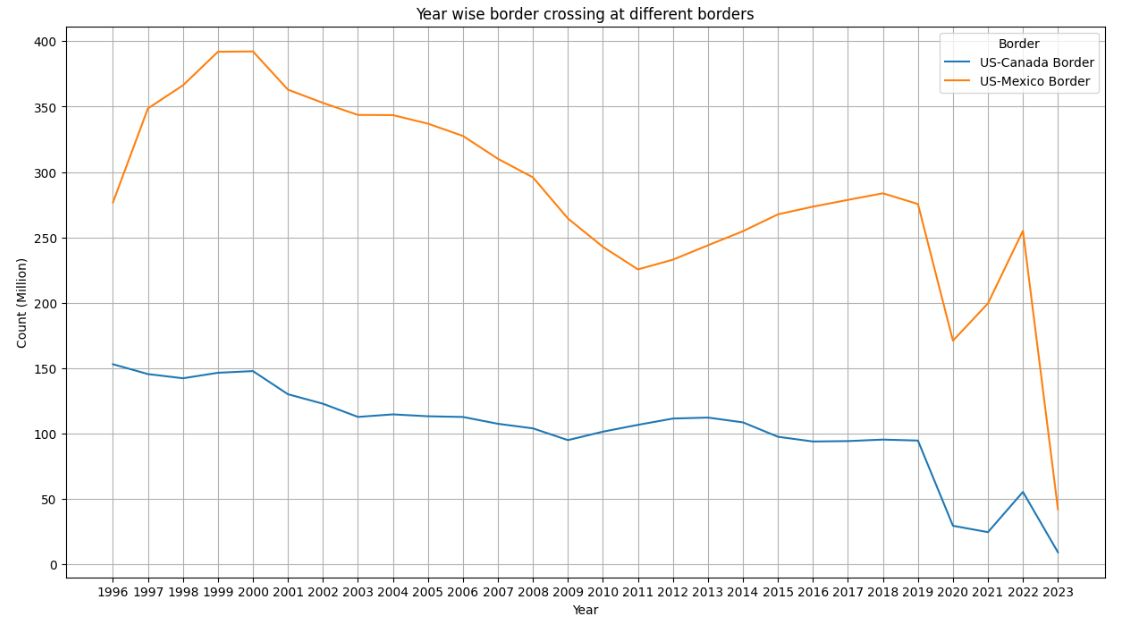 Year wise border crossing at different borders
Border
US-Canada Border
US-Mexico Border
Count (Million)
400
350
300
250
200
150
100
50
0
1996 1997 1998 1999 2000 2001 2002 2003 2004 2005 2006 2007 2008 2009 2010 2011 2012 2013 2014 2015 2016 2017 2018 2019 2020 2021 2022 2023
Year